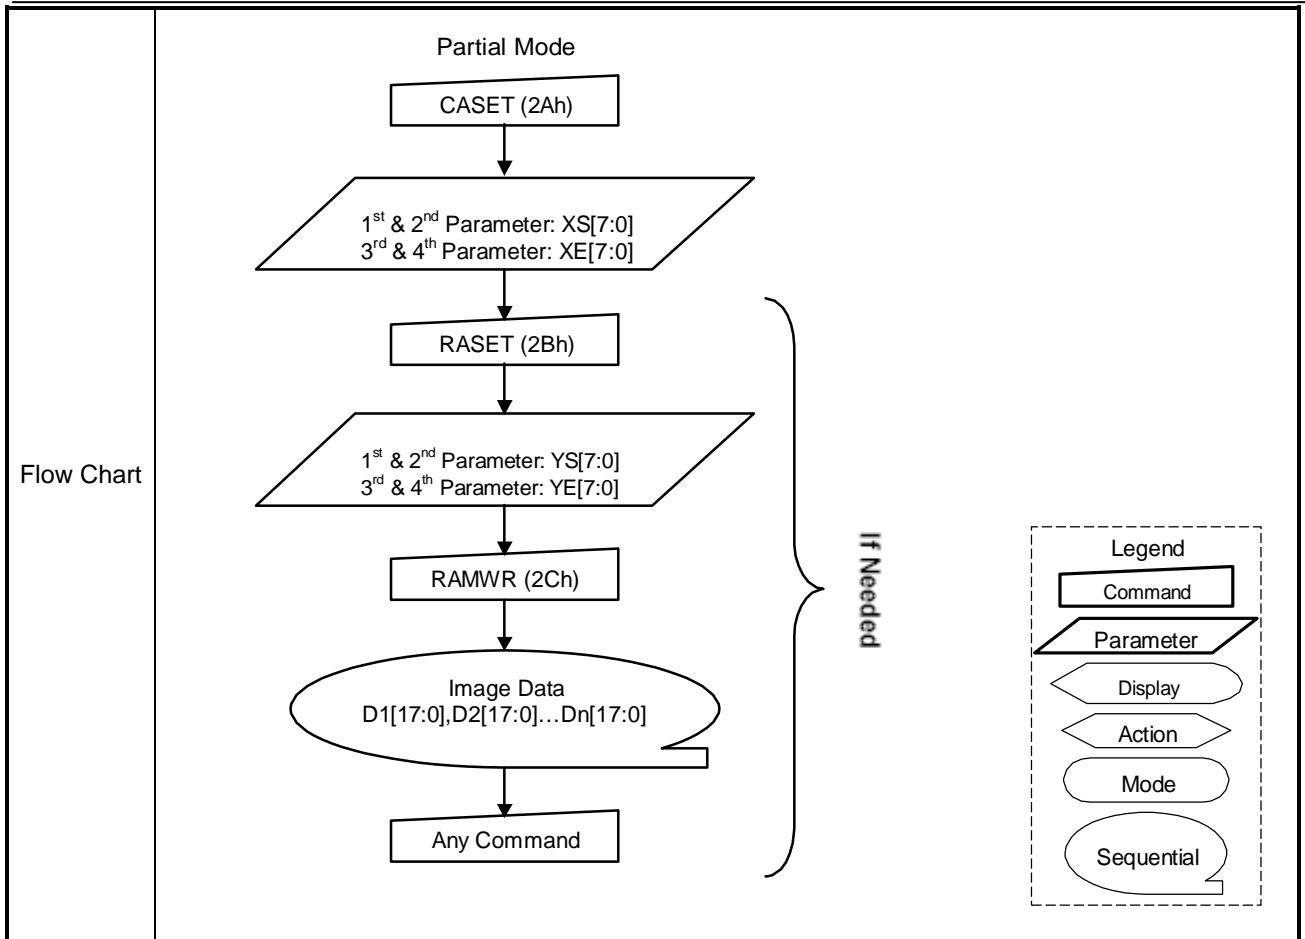 Flow Chart
Partial Mode
CASET (2Ah)
1st & 2nd Parameter: XS[7:0]
3rd & 4th Parameter: XE[7:0]
RASET (2Bh)
1st & 2nd Parameter: YS[7:0]
3rd & 4th Parameter: YE[7:0]
RAMWR (2Ch)
Image Data
D1[17:0],D2[17:0]…Dn[17:0]
Any Command
If Needed
Legend
Command
Parameter
Display
Action
Mode
Sequential